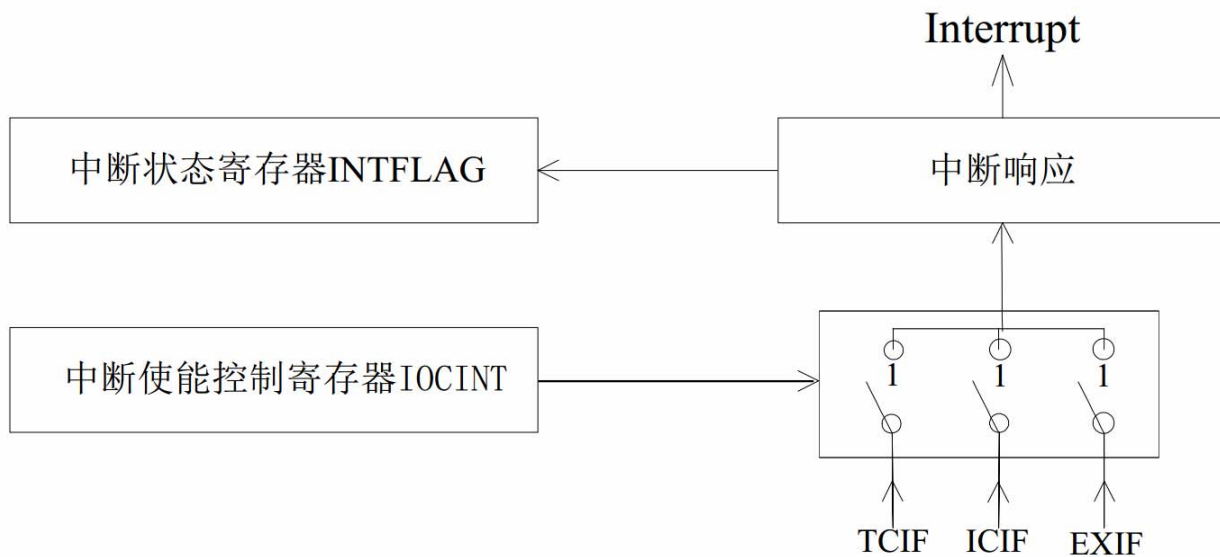 Interrupt
中断状态寄存器INTFLAG
中断响应
中断使能控制寄存器IOCINT
1 1 1
TCIF ICIF EXIF